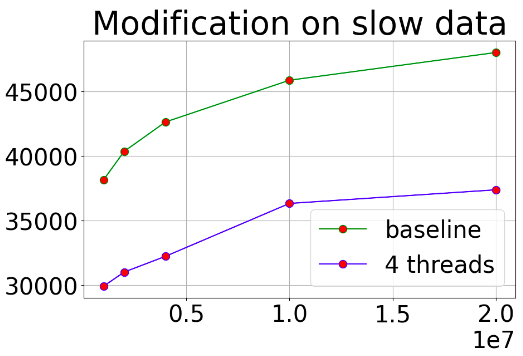 Modification on slow data
45000
40000
35000
30000
baseline
4 threads
0.5 1.0 1.5 2.0
1e7